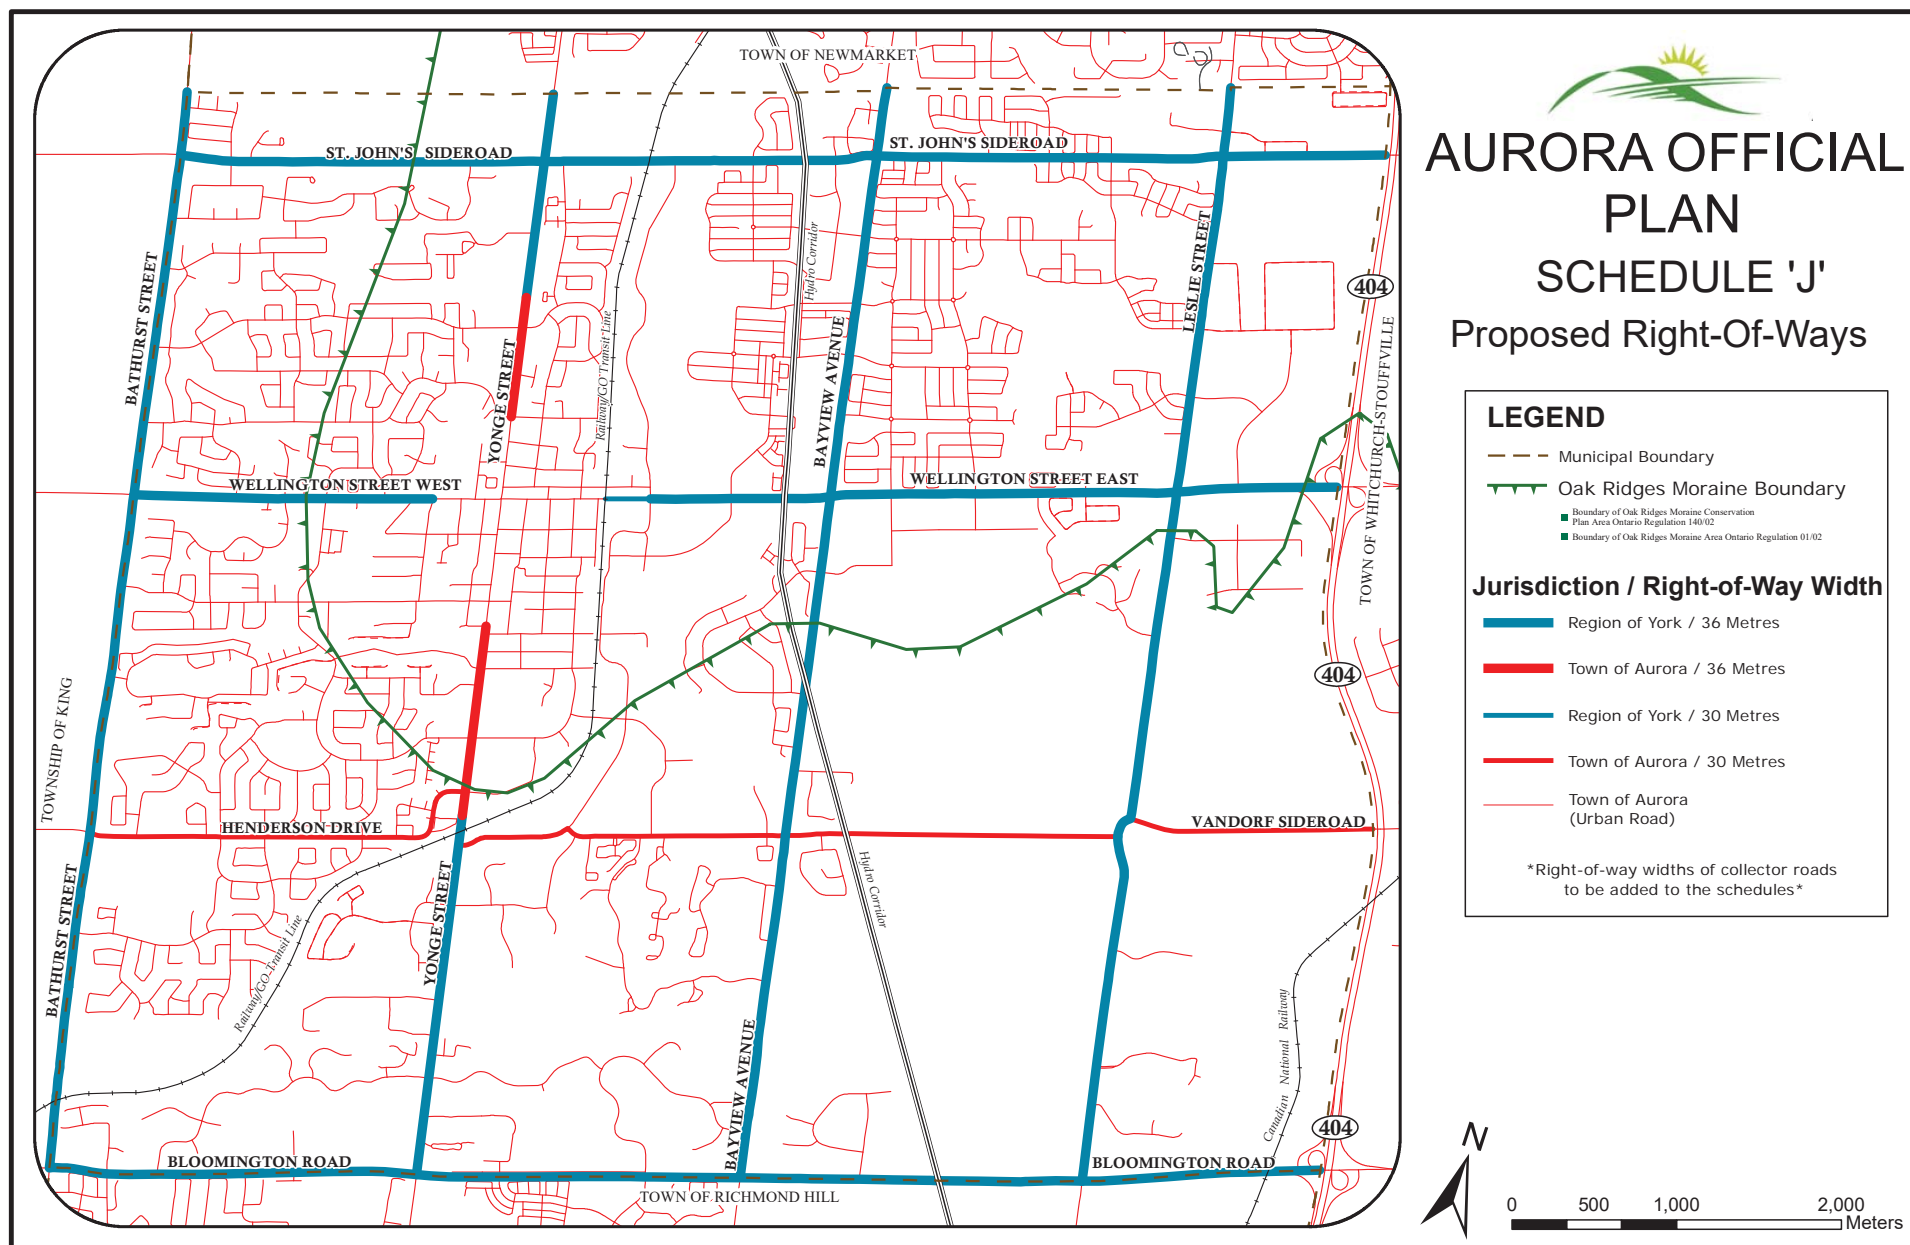 TOWN OF NEWMARKET
ST. JOHN'S SIDEROAD
ST. JOHN'S SIDEROAD
BATHURST STREET
YONGE STREET
Railway/GO Transit Line
Hydro Corridor
BAYVIEW AVENUE
LESLIE STREET
404
TOWN OF WHITCHURCH-STOUFFVILLE
WELLINGTON STREET WEST
WELLINGTON STREET EAST
404
TOWNSHIP OF KING
HENDERSON DRIVE
VANDORF SIDEROAD
BATHURST STREET
YONGE STREET
Railway/GO Transit Line
Hydro Corridor
BAYVIEW AVENUE
Canadian National Railway
404
BLOOMINGTON ROAD
BLOOMINGTON ROAD
TOWN OF RICHMOND HILL
AURORA OFFICIAL
PLAN
SCHEDULE 'J'
Proposed Right-Of-Ways
LEGEND
Municipal Boundary
Oak Ridges Moraine Boundary
Boundary of Oak Ridges Moraine Conservation
Plan Area Ontario Regulation 140/02
Boundary of Oak Ridges Moraine Area Ontario Regulation 01/02
Jurisdiction / Right-of-Way Width
Region of York / 36 Metres
Town of Aurora / 36 Metres
Region of York / 30 Metres
Town of Aurora / 30 Metres
Town of Aurora
(Urban Road)
*Right-of-way widths of collector roads
to be added to the schedules*
N
0 500 1,000 2,000
Meters